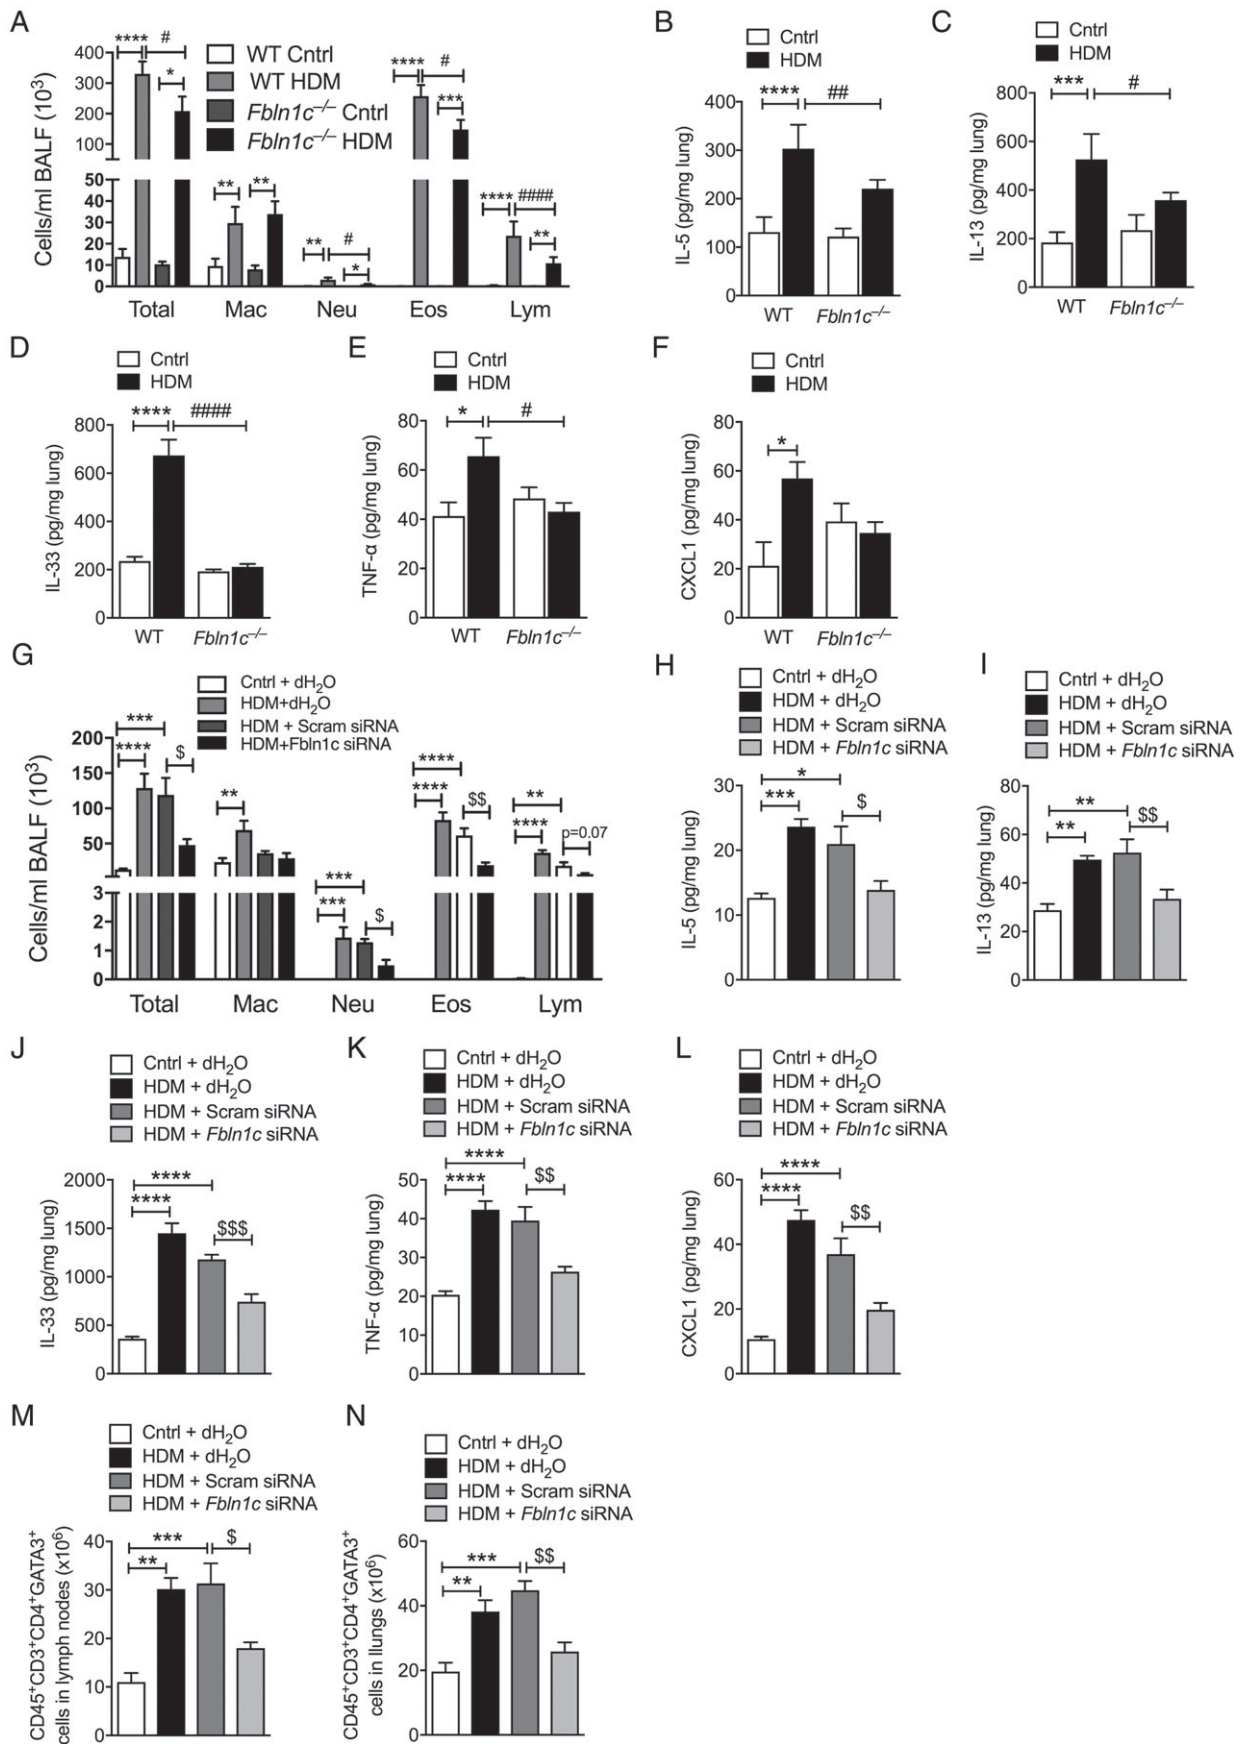 A
Cells/ml BALF (10³)
400
300
200
100
50
40
30
20
10
0
**** # *
** **
** # *
**** # ***
**** #### **
WT Cntrl
WT HDM
Fbln1c–/– Cntrl
Fbln1c–/– HDM
Total Mac Neu Eos Lym
B
Cntrl
HDM
**** ##
IL-5 (pg/mg lung)
400
300
200
100
0
WT Fbln1c–/–
C
Cntrl
HDM
*** #
IL-13 (pg/mg lung)
800
600
400
200
0
WT Fbln1c–/–
D
Cntrl
HDM
**** ####
IL-33 (pg/mg lung)
800
600
400
200
0
WT Fbln1c–/–
E
Cntrl
HDM
* #
TNF-α (pg/mg lung)
80
60
40
20
0
WT Fbln1c–/–
F
Cntrl
HDM
*
CXCL1 (pg/mg lung)
80
60
40
20
0
WT Fbln1c–/–
G
Cntrl + dH₂O
HDM+dH₂O
HDM + Scram siRNA
HDM+Fbln1c siRNA
Cells/ml BALF (10³)
200
150
100
50
3
2
1
0
*** **** $
**
*** *** $
**** **** $$
** **** p=0.07
Total Mac Neu Eos Lym
H
Cntrl + dH₂O
HDM + dH₂O
HDM + Scram siRNA
HDM + Fbln1c siRNA
* *** $
IL-5 (pg/mg lung)
30
20
10
0
I
Cntrl + dH₂O
HDM + dH₂O
HDM + Scram siRNA
HDM + Fbln1c siRNA
** ** $$
IL-13 (pg/mg lung)
80
60
40
20
0
J
Cntrl + dH₂O
HDM + dH₂O
HDM + Scram siRNA
HDM + Fbln1c siRNA
**** **** $$$
IL-33 (pg/mg lung)
2000
1500
1000
500
0
K
Cntrl + dH₂O
HDM + dH₂O
HDM + Scram siRNA
HDM + Fbln1c siRNA
**** **** $$
TNF-α (pg/mg lung)
50
40
30
20
10
0
L
Cntrl + dH₂O
HDM + dH₂O
HDM + Scram siRNA
HDM + Fbln1c siRNA
**** **** $$
CXCL1 (pg/mg lung)
60
40
20
0
M
Cntrl + dH₂O
HDM + dH₂O
HDM + Scram siRNA
HDM + Fbln1c siRNA
*** ** $
CD45⁺CD3⁺CD4⁺GATA3⁺
cells in lymph nodes (x10⁶)
40
30
20
10
0
N
Cntrl + dH₂O
HDM + dH₂O
HDM + Scram siRNA
HDM + Fbln1c siRNA
*** ** $$
CD45⁺CD3⁺CD4⁺GATA3⁺
cells in llungs (x10⁶)
60
40
20
0